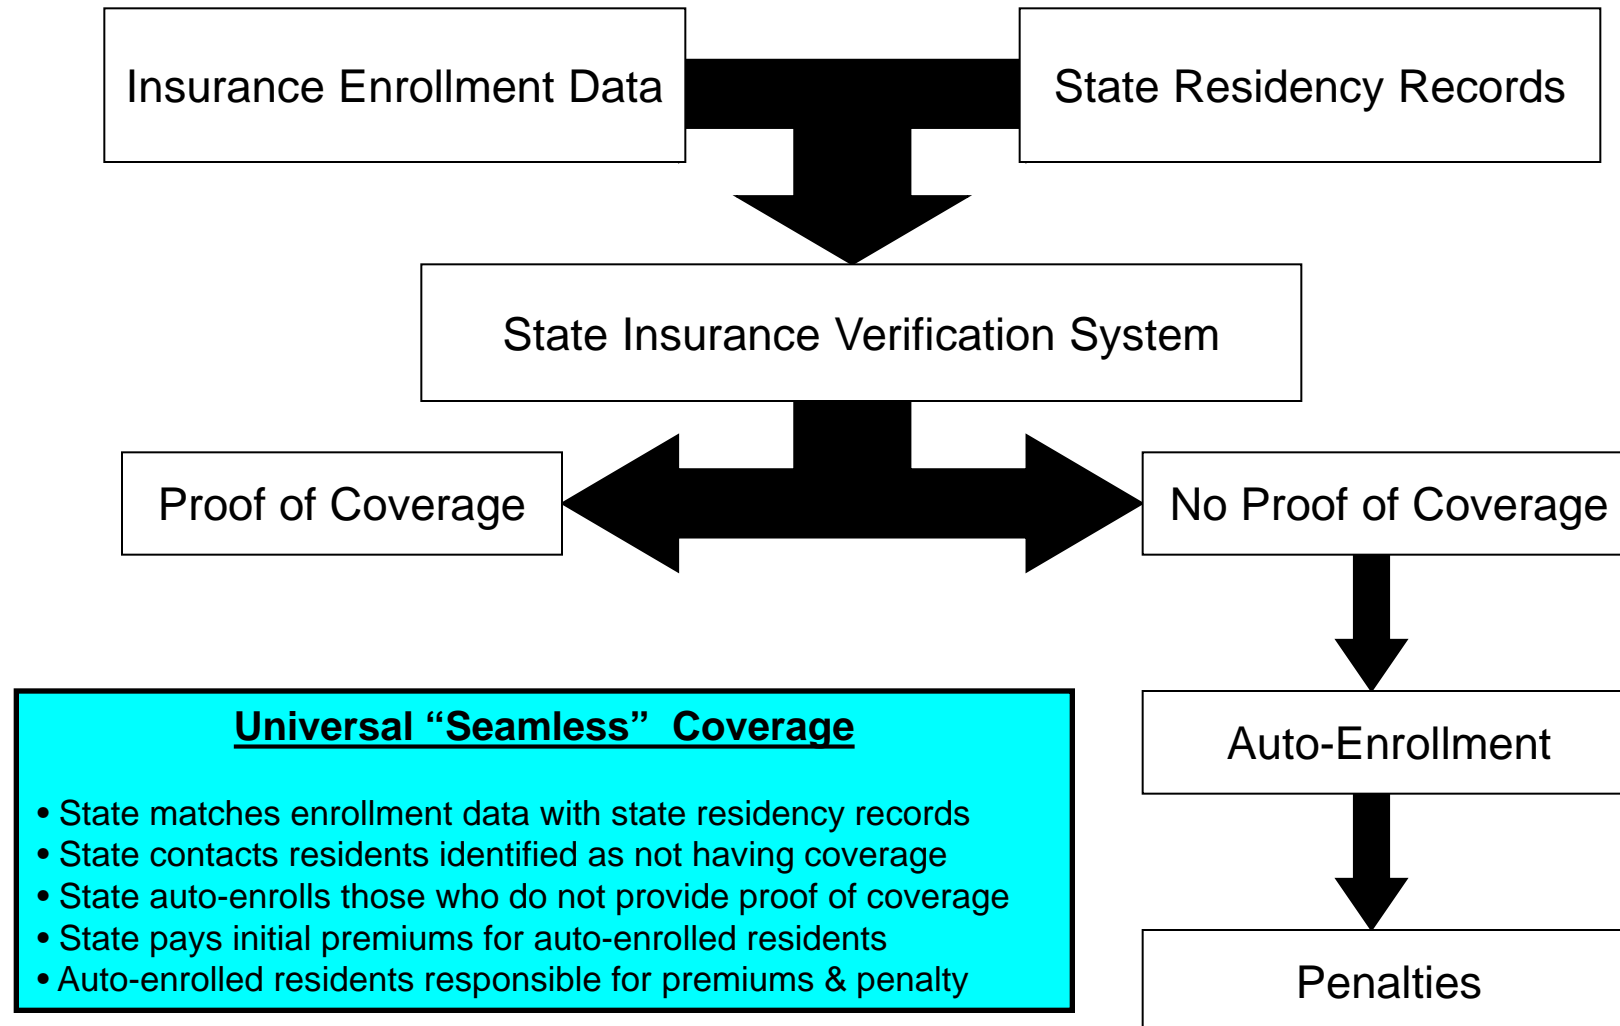 Insurance Enrollment Data
State Residency Records
State Insurance Verification System
Proof of Coverage
No Proof of Coverage
Universal “Seamless”  Coverage
• State matches enrollment data with state residency records
• State contacts residents identified as not having coverage
• State auto-enrolls those who do not provide proof of coverage
• State pays initial premiums for auto-enrolled residents
• Auto-enrolled residents responsible for premiums & penalty
Auto-Enrollment
Penalties